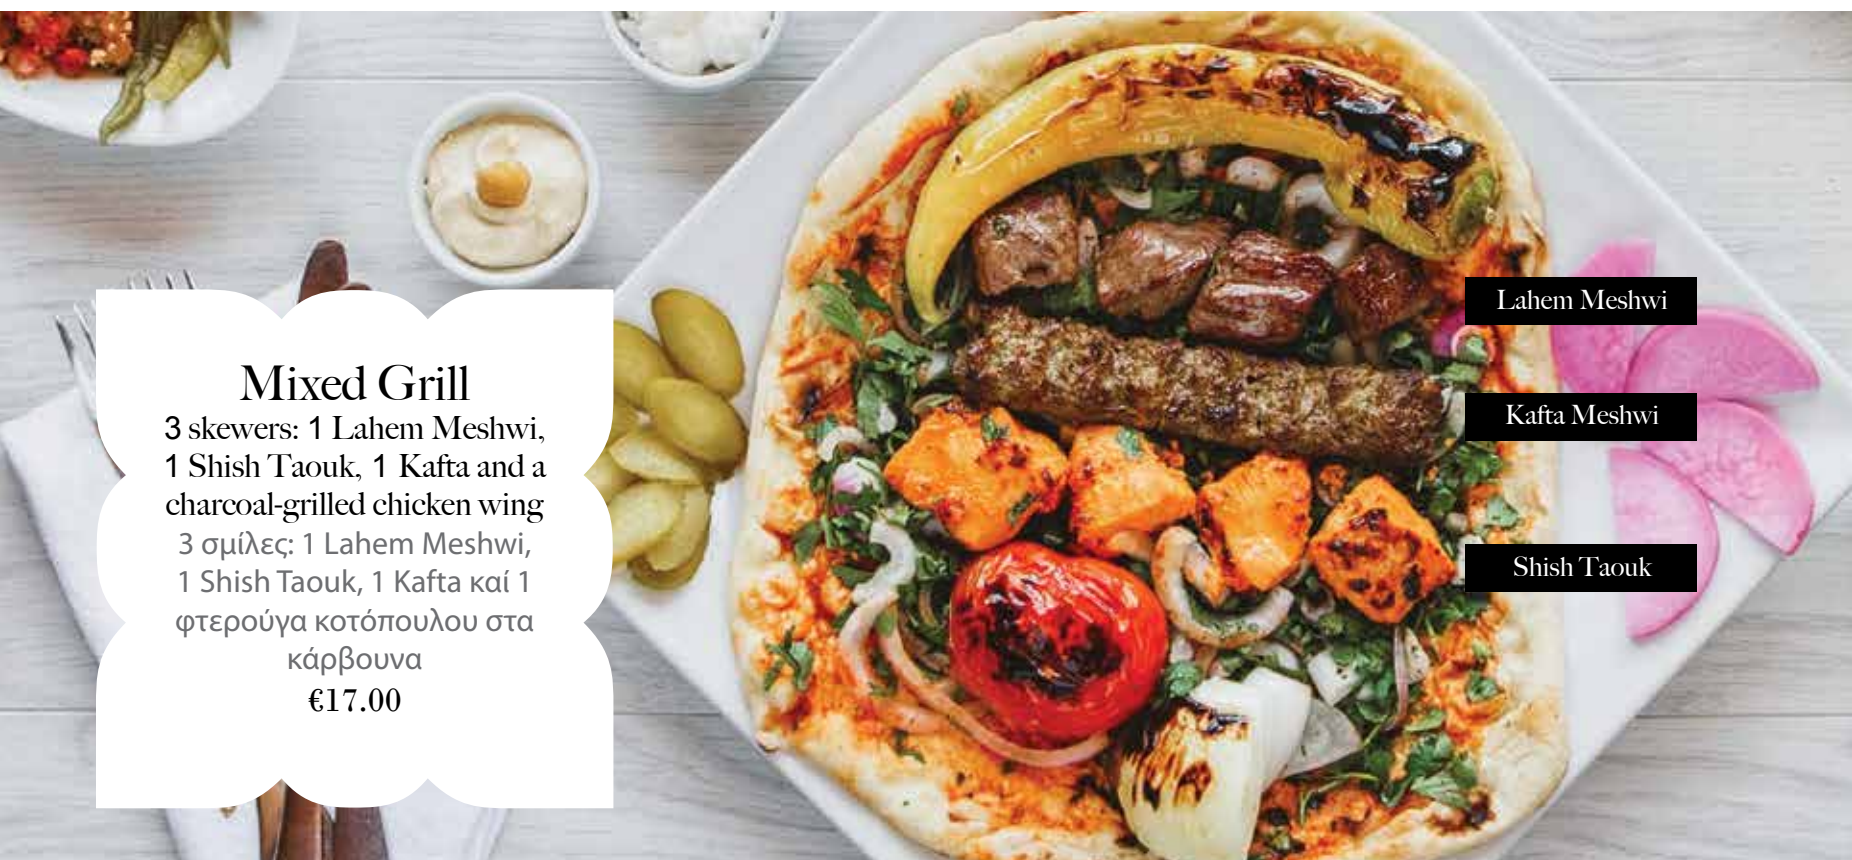 Mixed Grill
3 skewers: 1 Lahem Meshwi,
1 Shish Taouk, 1 Kafta and a
charcoal-grilled chicken wing
3 σμίλες: 1 Lahem Meshwi,
1 Shish Taouk, 1 Kafta καί 1
φτερούγα κοτόπουλου στα
κάρβουνα
€17.00
Lahem Meshwi
Kafta Meshwi
Shish Taouk